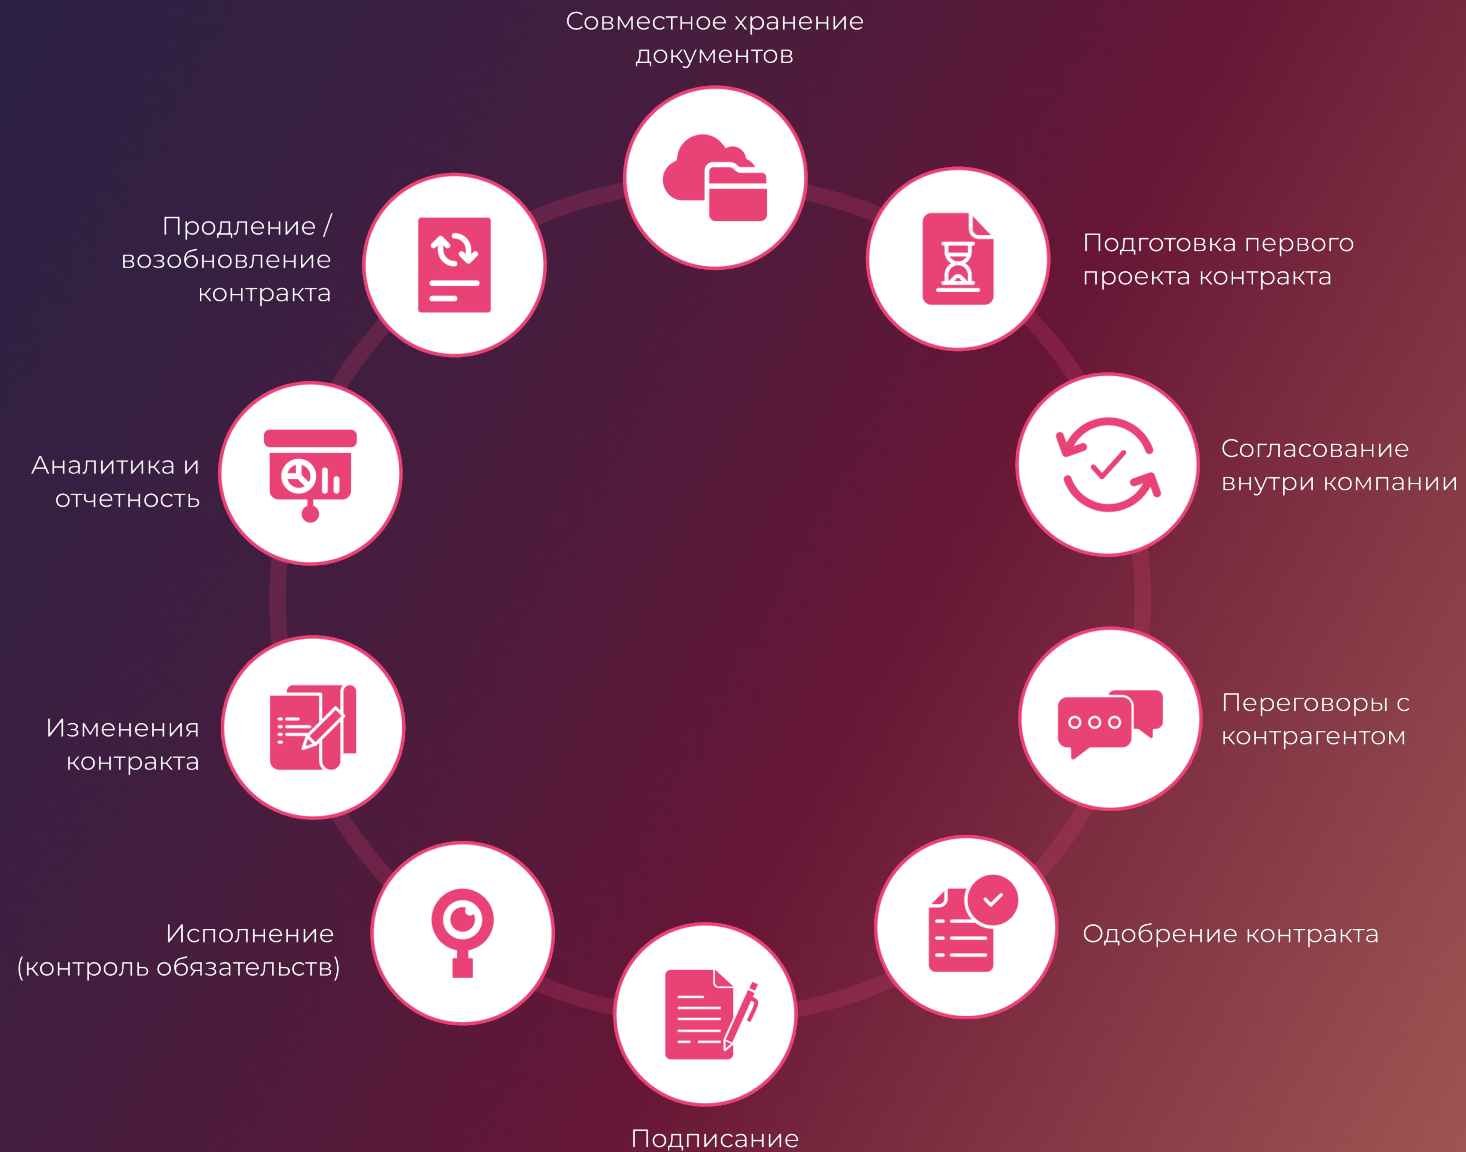 Совместное хранение
документов
Подготовка первого
проекта контракта
Согласование
внутри компании
Переговоры с
контрагентом
Одобрение контракта
Подписание
Исполнение
(контроль обязательств)
Изменения
контракта
Аналитика и
отчетность
Продление /
возобновление
контракта